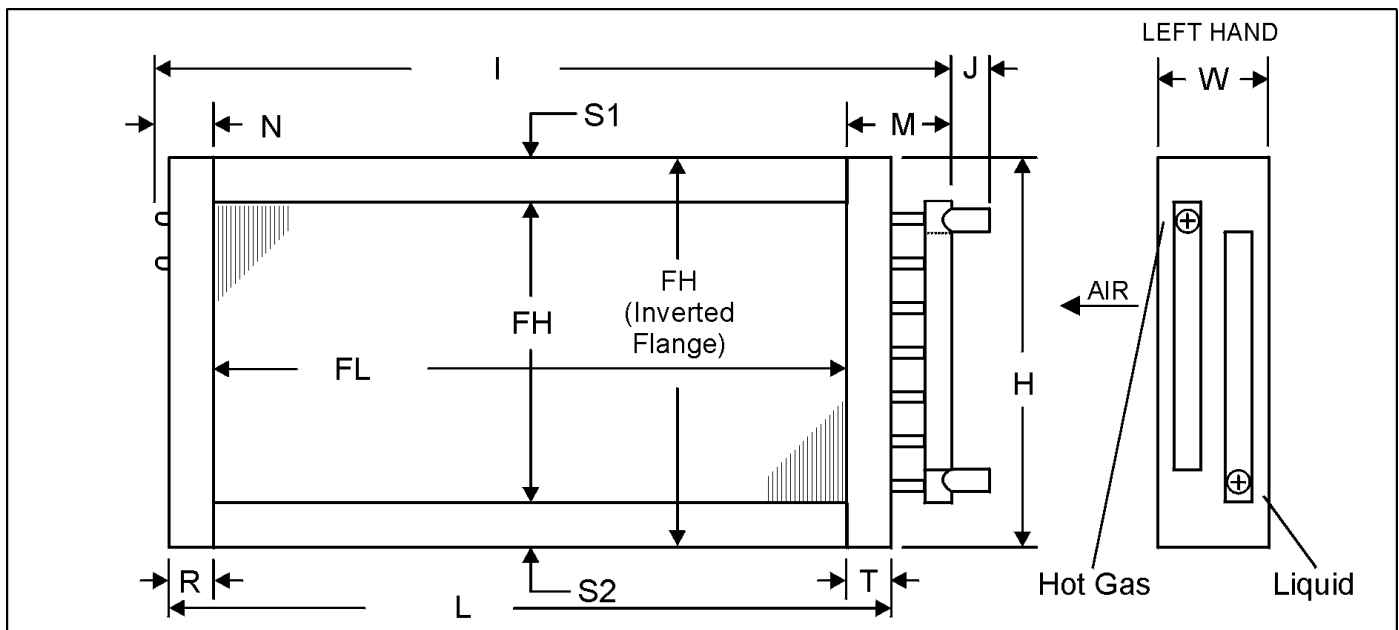 LEFT HAND
I
J
W
N
S1
M
FH
FH
(Inverted
Flange)
AIR
FL
H
R
S2
T
L
Hot Gas
Liquid